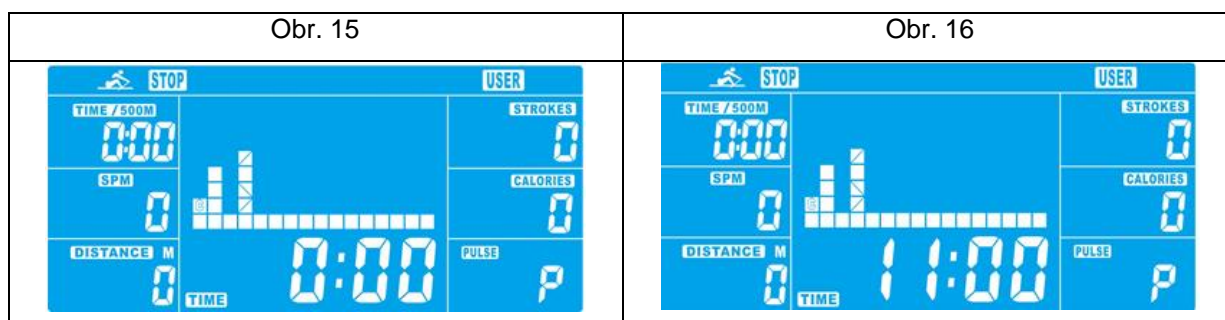 Obr. 15
Obr. 16
STOP
USER
TIME/500M
0:00
STROKES
0
SPM
0
CALORIES
0
DISTANCE M
0
TIME
0:00
PULSE
P
STOP
USER
TIME/500M
0:00
STROKES
0
SPM
0
CALORIES
0
DISTANCE M
0
TIME
11:00
PULSE
P